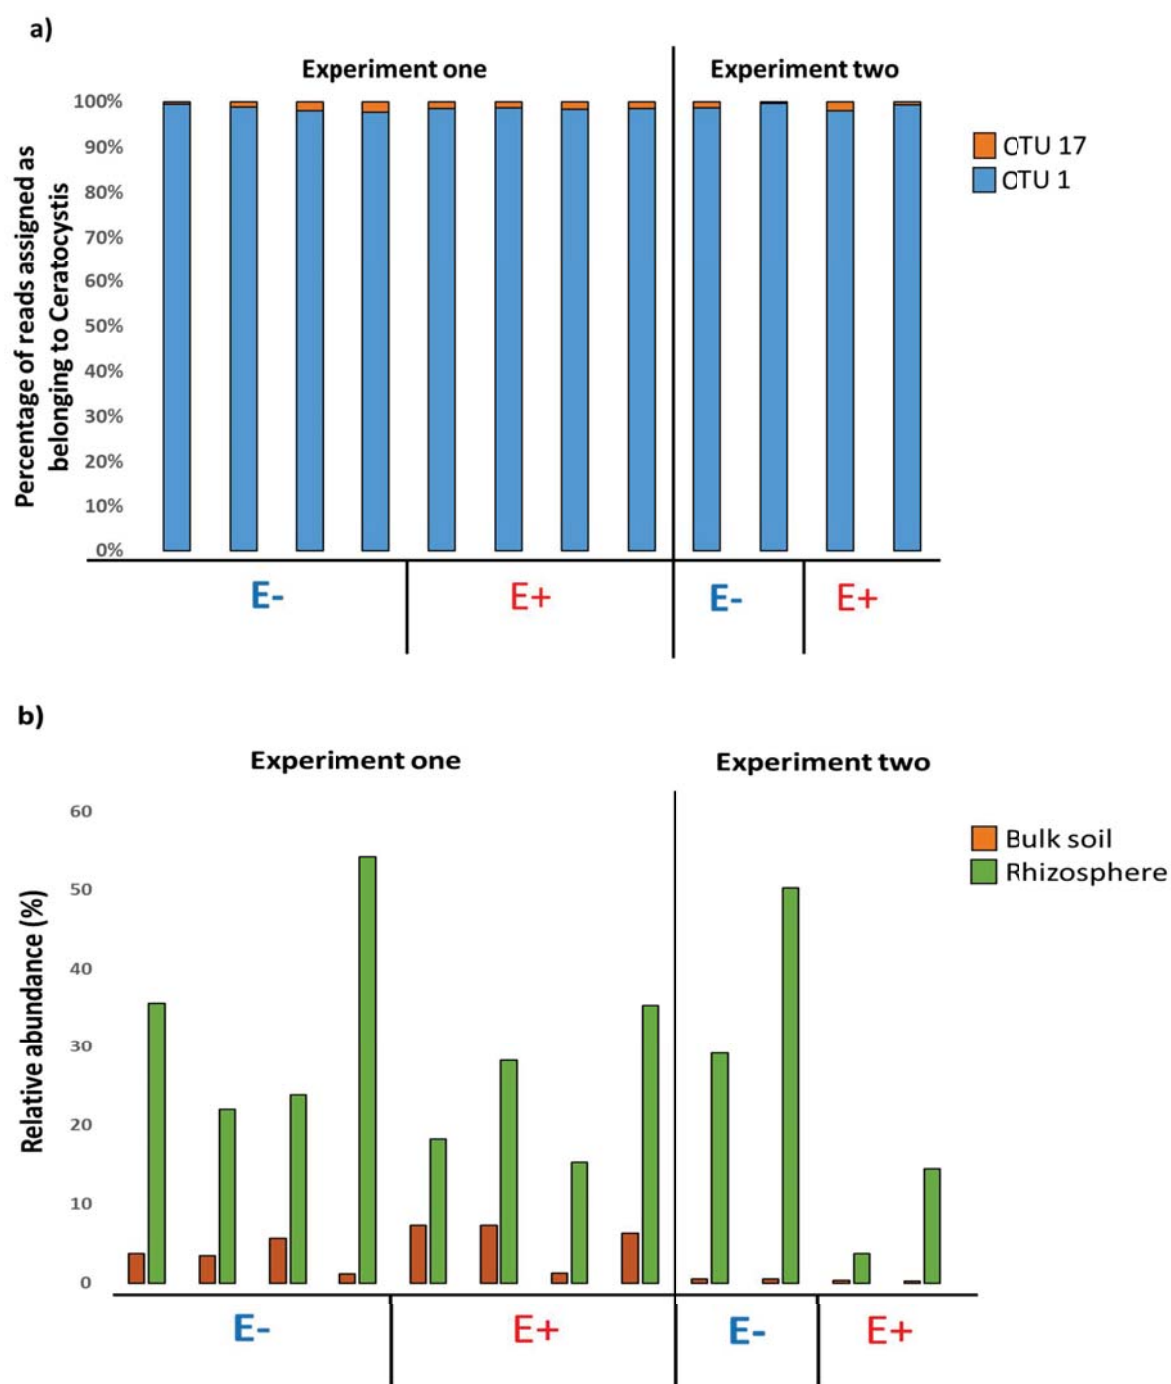 a)
Experiment one
Experiment two
100%
90%
80%
70%
60%
50%
40%
30%
20%
10%
0%
Percentage of reads assigned as
belonging to Ceratocystis
OTU 17
OTU 1
E-
E+
E-
E+
b)
Experiment one
Experiment two
60
50
40
30
20
10
0
Relative abundance (%)
Bulk soil
Rhizosphere
E-
E+
E-
E+